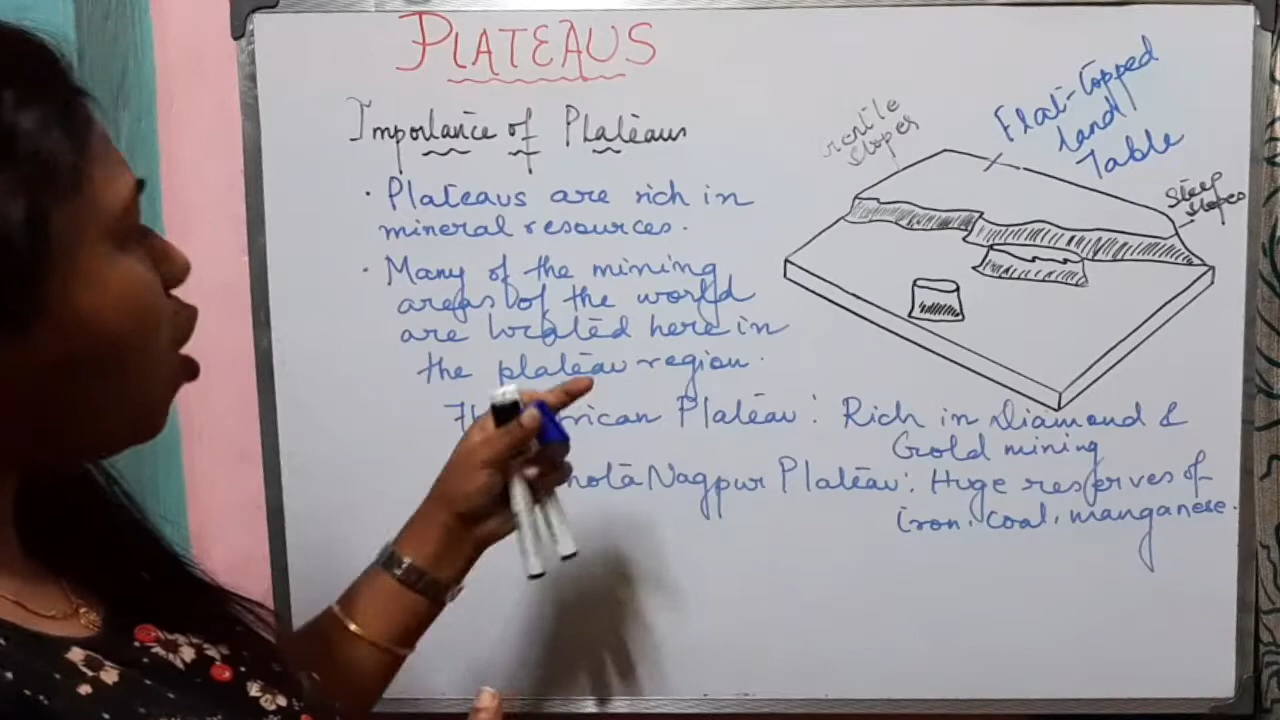 PLATEAUS
Importance of Plateaus
· Plateaus are rich in
mineral resources.
· Many of the mining
areas of the world
are located here in
the plateau region.
Plateau: Rich in Diamond &
Gold mining
Nagpur Plateau: Huge reserves of
iron, coal, manganese.
Flat-topped
land
Table
slopes
Steep
slopes